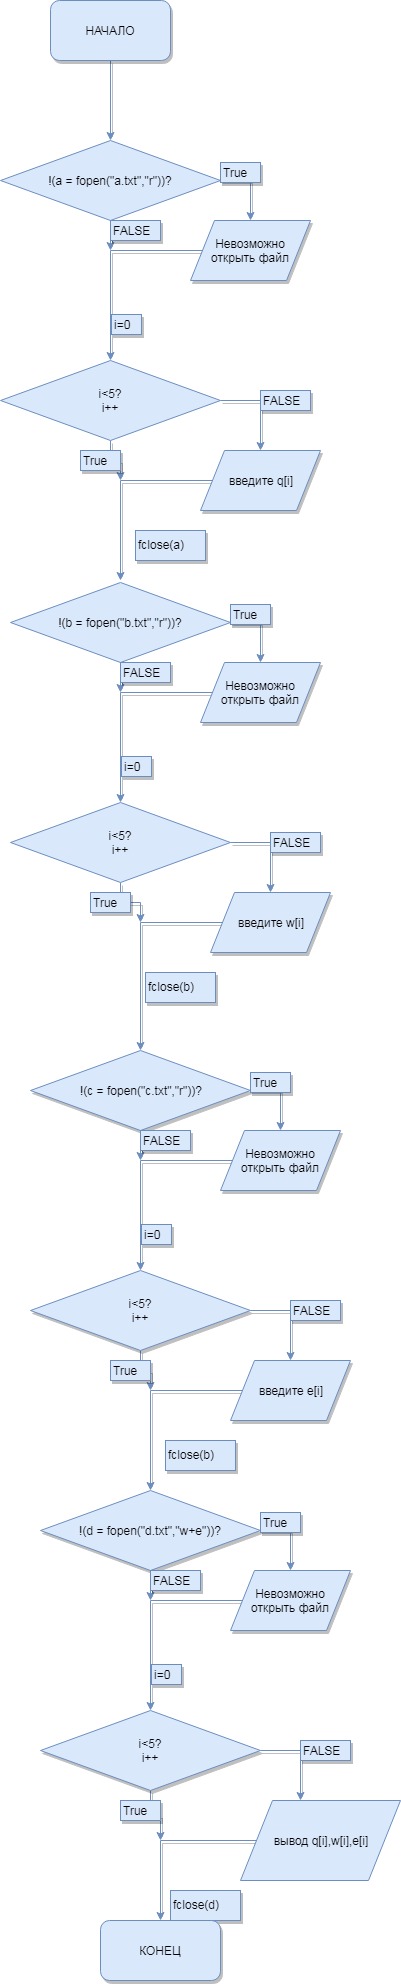 НАЧАЛО
!(a = fopen("a.txt","r"))?
True
FALSE
Невозможно
открыть файл
i=0
i<5?
i++
FALSE
True
введите q[i]
fclose(a)
!(b = fopen("b.txt","r"))?
True
FALSE
Невозможно
открыть файл
i=0
i<5?
i++
FALSE
True
введите w[i]
fclose(b)
!(c = fopen("c.txt","r"))?
True
FALSE
Невозможно
открыть файл
i=0
i<5?
i++
FALSE
True
введите e[i]
fclose(b)
!(d = fopen("d.txt","w+e"))?
True
FALSE
Невозможно
открыть файл
i=0
i<5?
i++
FALSE
True
вывод q[i],w[i],e[i]
fclose(d)
КОНЕЦ